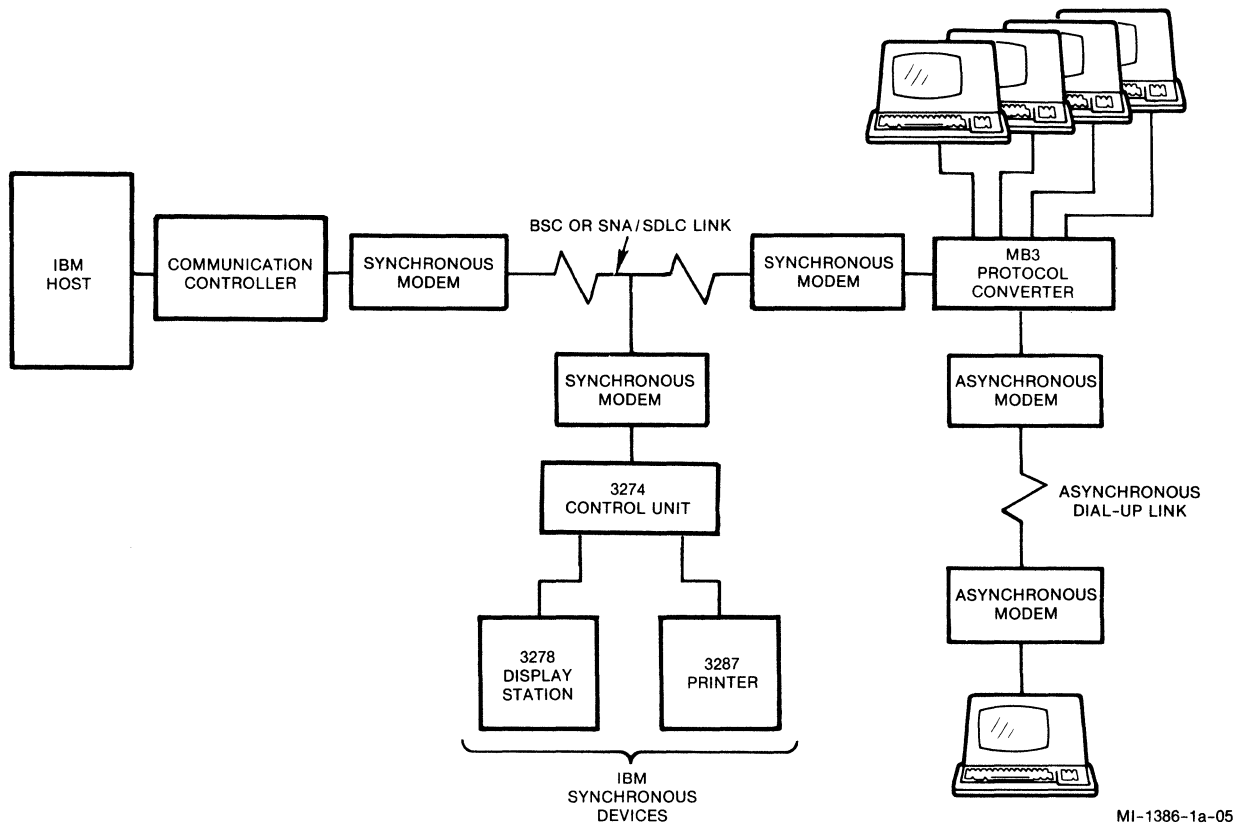 IBM
HOST
COMMUNICATION
CONTROLLER
SYNCHRONOUS
MODEM
BSC OR SNA/SDLC LINK
SYNCHRONOUS
MODEM
MB3
PROTOCOL
CONVERTER
SYNCHRONOUS
MODEM
ASYNCHRONOUS
MODEM
3274
CONTROL UNIT
ASYNCHRONOUS
DIAL-UP LINK
ASYNCHRONOUS
MODEM
3278
DISPLAY
STATION
3287
PRINTER
IBM
SYNCHRONOUS
DEVICES
MI-1386-1a-05